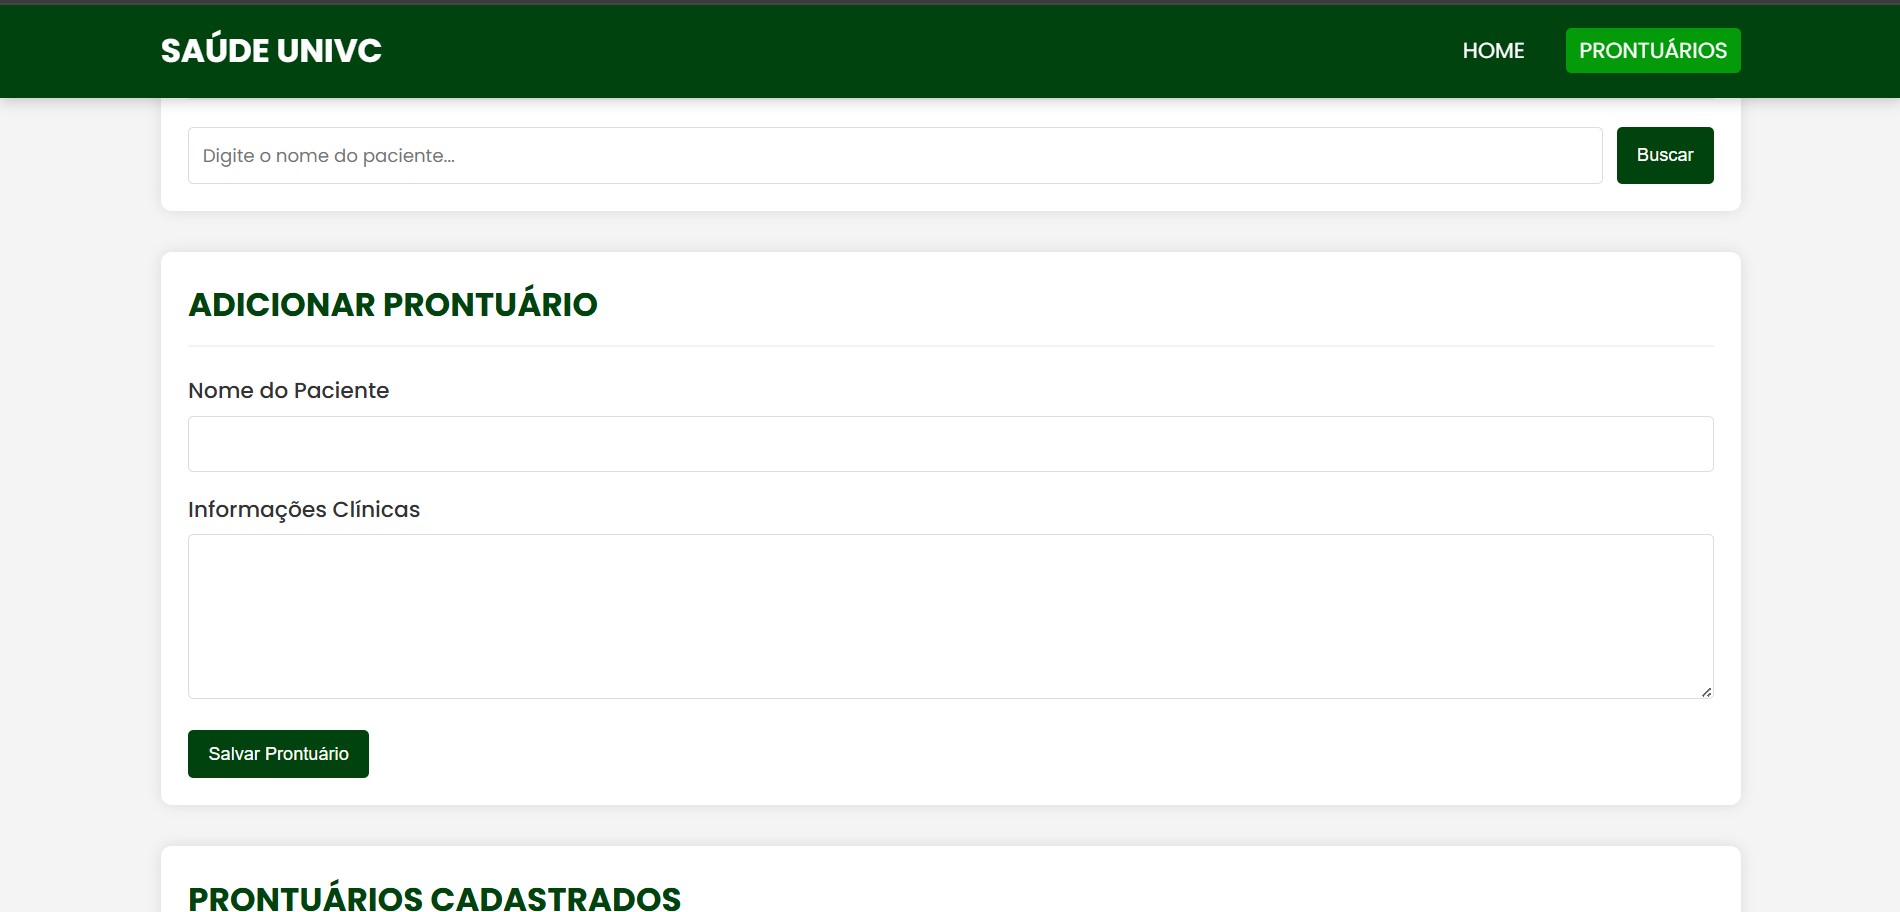 SAÚDE UNIVC
HOME
PRONTUÁRIOS
Digite o nome do paciente...
Buscar
ADICIONAR PRONTUÁRIO
Nome do Paciente
Informações Clínicas
Salvar Prontuário
PRONTUÁRIOS CADASTRADOS